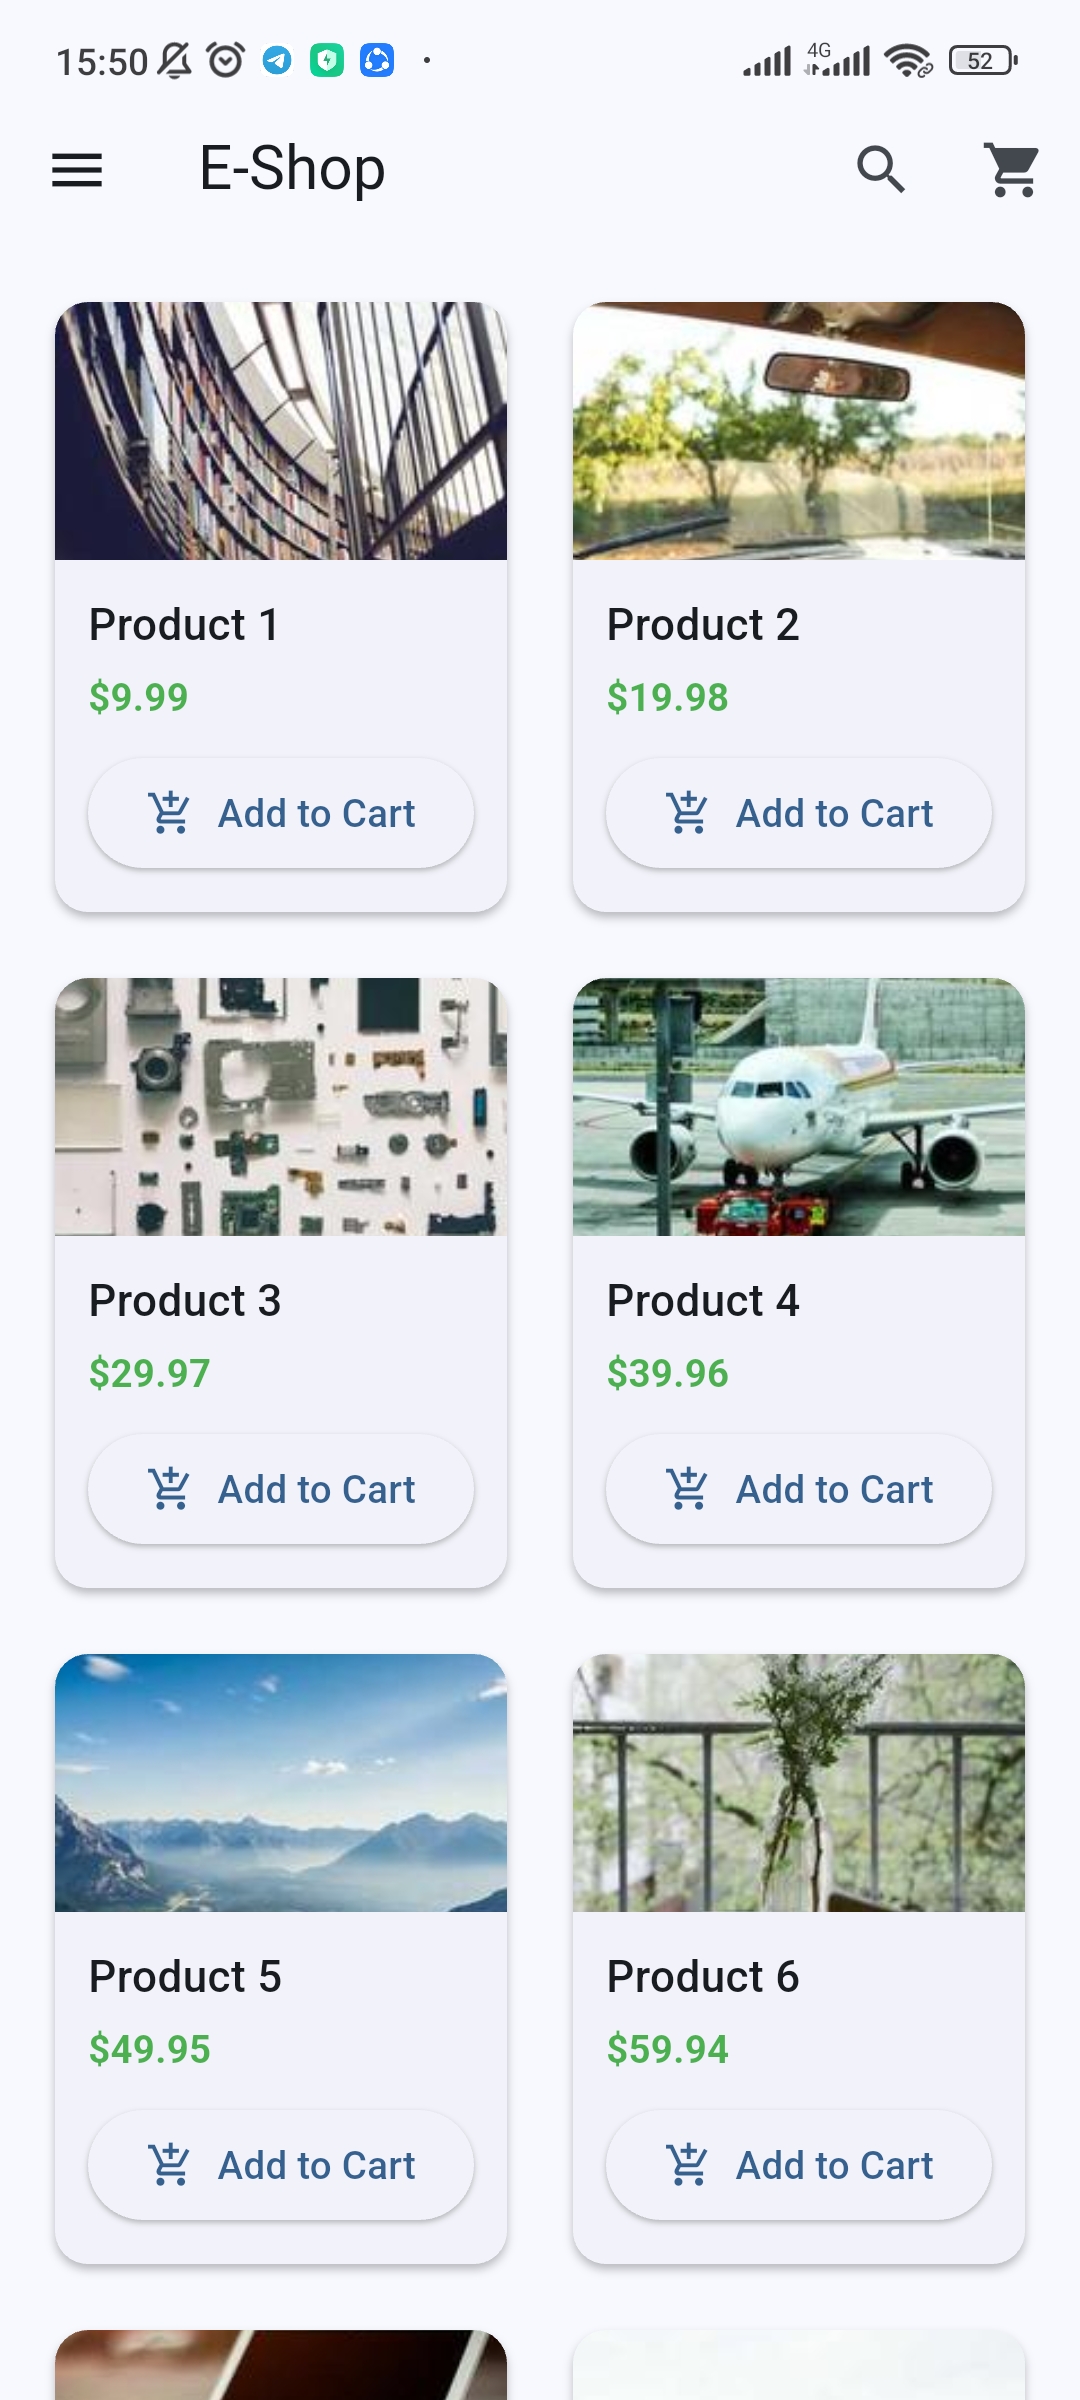 15:50
4G
52
E-Shop
Product 1
$9.99
Add to Cart
Product 2
$19.98
Add to Cart
Product 3
$29.97
Add to Cart
Product 4
$39.96
Add to Cart
Product 5
$49.95
Add to Cart
Product 6
$59.94
Add to Cart